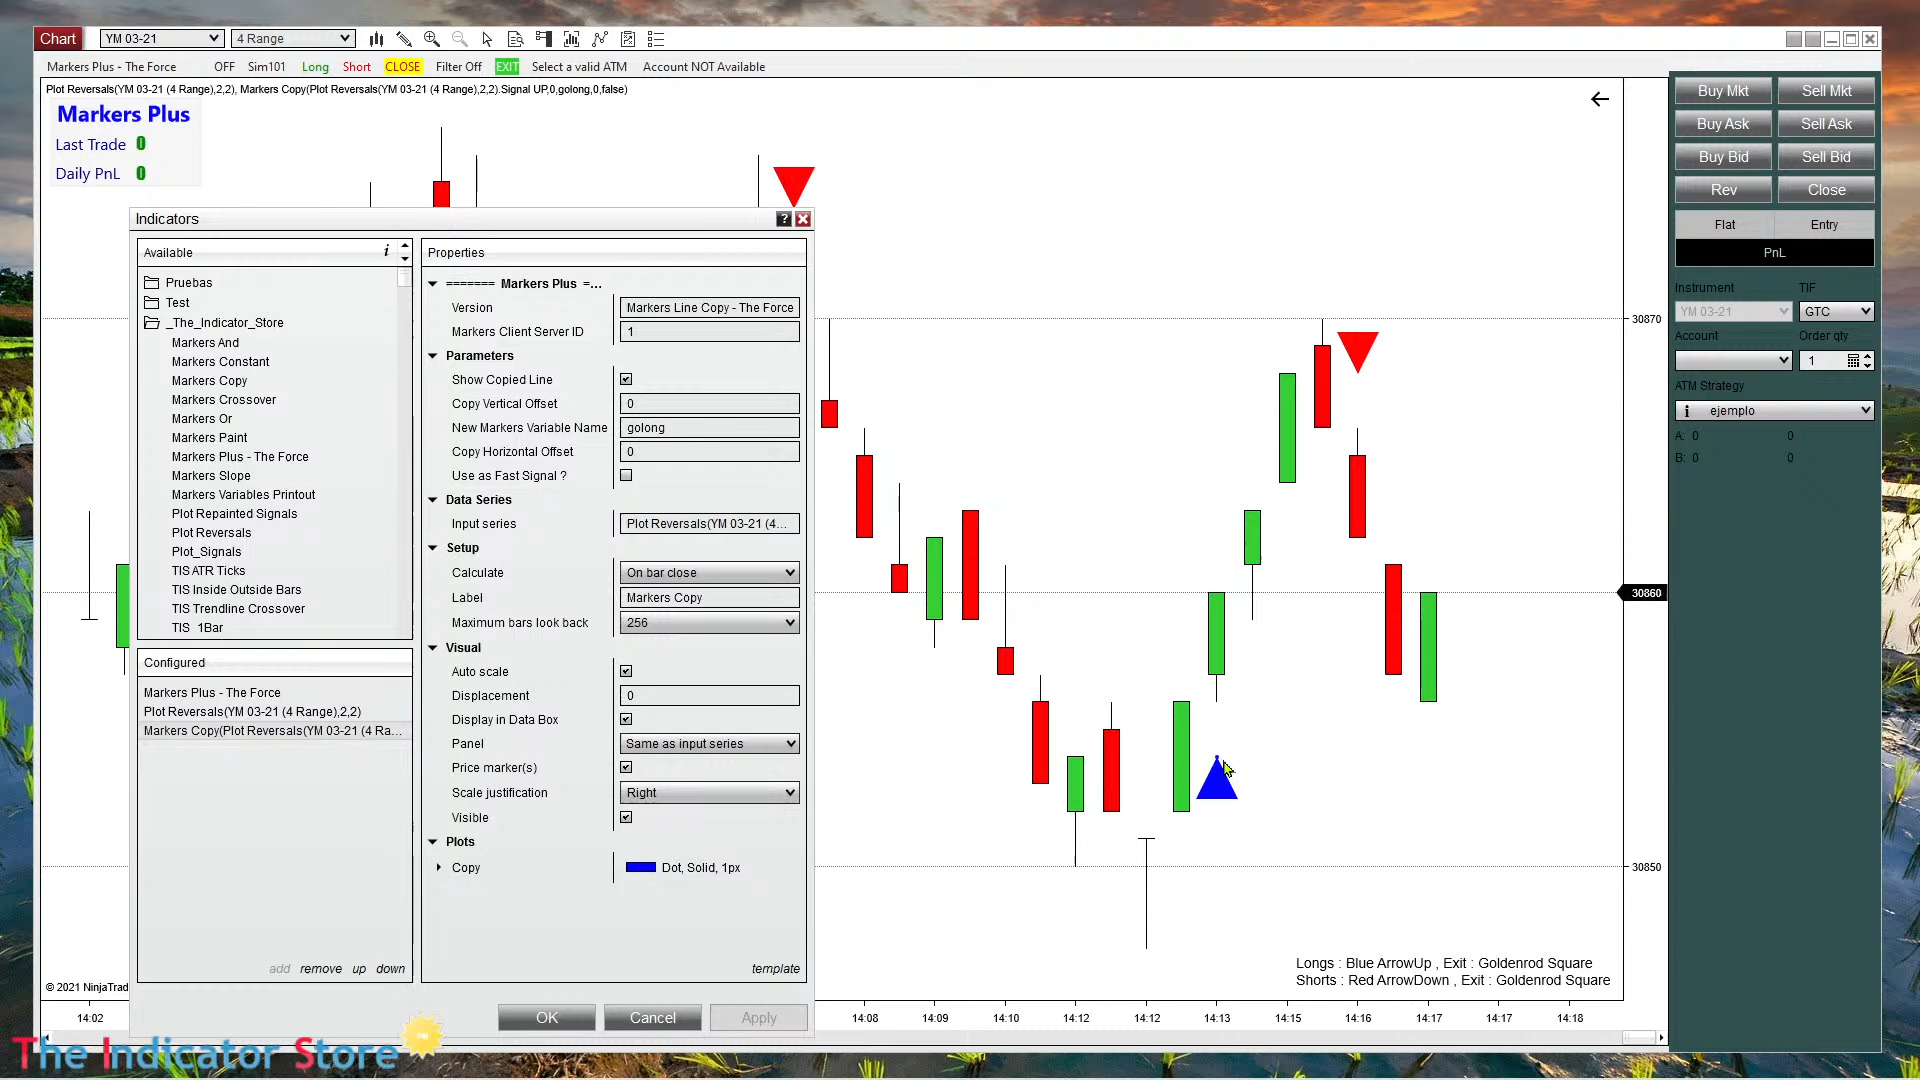 Chart
YM 03-21
4 Range
Markers Plus - The Force OFF Sim101 Long Short CLOSE Filter Off EXIT Select a valid ATM Account NOT Available
Plot Reversals(YM 03-21 (4 Range),2,2), Markers Copy(Plot Reversals(YM 03-21 (4 Range),2,2).Signal UP,0,golong,0,false)
Markers Plus
Last Trade 0
Daily PnL 0
Indicators
?
Available i
Pruebas
Test
_The_Indicator_Store
Markers And
Markers Constant
Markers Copy
Markers Crossover
Markers Or
Markers Paint
Markers Plus - The Force
Markers Slope
Markers Variables Printout
Plot Repainted Signals
Plot Reversals
Plot_Signals
TIS ATR Ticks
TIS Inside Outside Bars
TIS Trendline Crossover
TIS_1Bar
Configured
Markers Plus - The Force
Plot Reversals(YM 03-21 (4 Range),2,2)
Markers Copy(Plot Reversals(YM 03-21 (4 Ra...
add remove up down
Properties
======= Markers Plus =...
Version Markers Line Copy - The Force
Markers Client Server ID 1
Parameters
Show Copied Line
Copy Vertical Offset 0
New Markers Variable Name golong
Copy Horizontal Offset 0
Use as Fast Signal ?
Data Series
Input series Plot Reversals(YM 03-21 (4...
Setup
Calculate On bar close
Label Markers Copy
Maximum bars look back 256
Visual
Auto scale
Displacement 0
Display in Data Box
Panel Same as input series
Price marker(s)
Scale justification Right
Visible
Plots
Copy Dot, Solid, 1px
template
OK Cancel Apply
30870
30860
30850
Longs : Blue ArrowUp , Exit : Goldenrod Square
Shorts : Red ArrowDown , Exit : Goldenrod Square
© 2021 NinjaTrad
14:02 14:08 14:09 14:10 14:12 14:12 14:13 14:15 14:16 14:17 14:17 14:18
Buy Mkt Sell Mkt
Buy Ask Sell Ask
Buy Bid Sell Bid
Rev Close
Flat Entry
PnL
Instrument TIF
YM 03-21 GTC
Account Order qty
1
ATM Strategy
i ejemplo
A: 0 0
B: 0 0
The Indicator Store